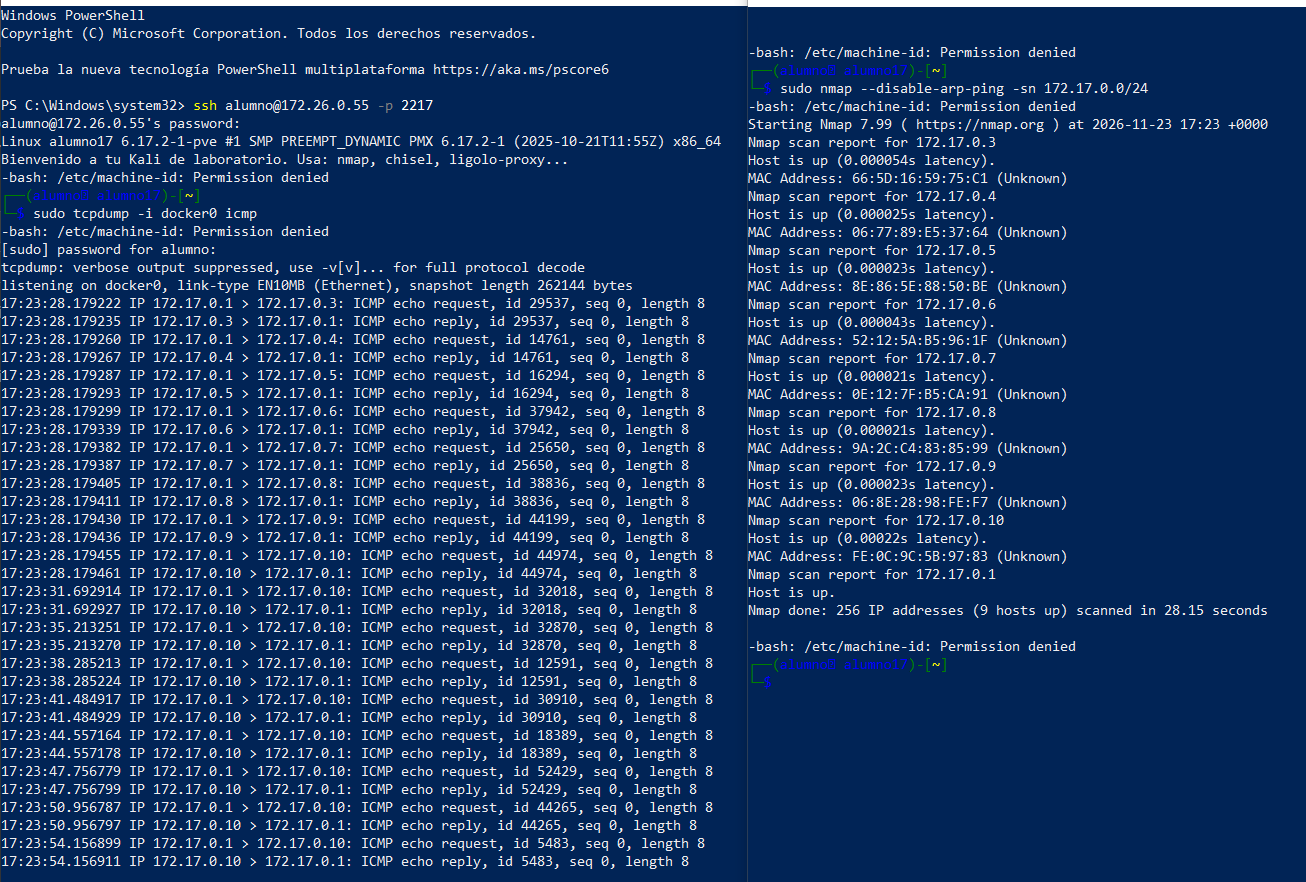 Windows PowerShell
Copyright (C) Microsoft Corporation. Todos los derechos reservados.
Prueba la nueva tecnología PowerShell multiplataforma https://aka.ms/pscore6
PS C:\Windows\system32> ssh alumno@172.26.0.55 -p 2217
alumno@172.26.0.55's password:
Linux alumno17 6.17.2-1-pve #1 SMP PREEMPT_DYNAMIC PMX 6.17.2-1 (2025-10-21T11:55Z) x86_64
Bienvenido a tu Kali de laboratorio. Usa: nmap, chisel, ligolo-proxy...
-bash: /etc/machine-id: Permission denied
┌──(alumno㉿alumno17)-[~]
└─$ sudo tcpdump -i docker0 icmp
-bash: /etc/machine-id: Permission denied
[sudo] password for alumno:
tcpdump: verbose output suppressed, use -v[v]... for full protocol decode
listening on docker0, link-type EN10MB (Ethernet), snapshot length 262144 bytes
17:23:28.179222 IP 172.17.0.1 > 172.17.0.3: ICMP echo request, id 29537, seq 0, length 8
17:23:28.179235 IP 172.17.0.3 > 172.17.0.1: ICMP echo reply, id 29537, seq 0, length 8
17:23:28.179260 IP 172.17.0.1 > 172.17.0.4: ICMP echo request, id 14761, seq 0, length 8
17:23:28.179267 IP 172.17.0.4 > 172.17.0.1: ICMP echo reply, id 14761, seq 0, length 8
17:23:28.179287 IP 172.17.0.1 > 172.17.0.5: ICMP echo request, id 16294, seq 0, length 8
17:23:28.179293 IP 172.17.0.5 > 172.17.0.1: ICMP echo reply, id 16294, seq 0, length 8
17:23:28.179299 IP 172.17.0.1 > 172.17.0.6: ICMP echo request, id 37942, seq 0, length 8
17:23:28.179339 IP 172.17.0.6 > 172.17.0.1: ICMP echo reply, id 37942, seq 0, length 8
17:23:28.179382 IP 172.17.0.1 > 172.17.0.7: ICMP echo request, id 25650, seq 0, length 8
17:23:28.179387 IP 172.17.0.7 > 172.17.0.1: ICMP echo reply, id 25650, seq 0, length 8
17:23:28.179405 IP 172.17.0.1 > 172.17.0.8: ICMP echo request, id 38836, seq 0, length 8
17:23:28.179411 IP 172.17.0.8 > 172.17.0.1: ICMP echo reply, id 38836, seq 0, length 8
17:23:28.179430 IP 172.17.0.1 > 172.17.0.9: ICMP echo request, id 44199, seq 0, length 8
17:23:28.179436 IP 172.17.0.9 > 172.17.0.1: ICMP echo reply, id 44199, seq 0, length 8
17:23:28.179455 IP 172.17.0.1 > 172.17.0.10: ICMP echo request, id 44974, seq 0, length 8
17:23:28.179461 IP 172.17.0.10 > 172.17.0.1: ICMP echo reply, id 44974, seq 0, length 8
17:23:31.692914 IP 172.17.0.1 > 172.17.0.10: ICMP echo request, id 32018, seq 0, length 8
17:23:31.692927 IP 172.17.0.10 > 172.17.0.1: ICMP echo reply, id 32018, seq 0, length 8
17:23:35.213251 IP 172.17.0.1 > 172.17.0.10: ICMP echo request, id 32870, seq 0, length 8
17:23:35.213270 IP 172.17.0.10 > 172.17.0.1: ICMP echo reply, id 32870, seq 0, length 8
17:23:38.285213 IP 172.17.0.1 > 172.17.0.10: ICMP echo request, id 12591, seq 0, length 8
17:23:38.285224 IP 172.17.0.10 > 172.17.0.1: ICMP echo reply, id 12591, seq 0, length 8
17:23:41.484917 IP 172.17.0.1 > 172.17.0.10: ICMP echo request, id 30910, seq 0, length 8
17:23:41.484929 IP 172.17.0.10 > 172.17.0.1: ICMP echo reply, id 30910, seq 0, length 8
17:23:44.557164 IP 172.17.0.1 > 172.17.0.10: ICMP echo request, id 18389, seq 0, length 8
17:23:44.557178 IP 172.17.0.10 > 172.17.0.1: ICMP echo reply, id 18389, seq 0, length 8
17:23:47.756779 IP 172.17.0.1 > 172.17.0.10: ICMP echo request, id 52429, seq 0, length 8
17:23:47.756799 IP 172.17.0.10 > 172.17.0.1: ICMP echo reply, id 52429, seq 0, length 8
17:23:50.956787 IP 172.17.0.1 > 172.17.0.10: ICMP echo request, id 44265, seq 0, length 8
17:23:50.956797 IP 172.17.0.10 > 172.17.0.1: ICMP echo reply, id 44265, seq 0, length 8
17:23:54.156899 IP 172.17.0.1 > 172.17.0.10: ICMP echo request, id 5483, seq 0, length 8
17:23:54.156911 IP 172.17.0.10 > 172.17.0.1: ICMP echo reply, id 5483, seq 0, length 8
-bash: /etc/machine-id: Permission denied
┌──(alumno㉿alumno17)-[~]
└─$ sudo nmap --disable-arp-ping -sn 172.17.0.0/24
-bash: /etc/machine-id: Permission denied
Starting Nmap 7.99 ( https://nmap.org ) at 2026-11-23 17:23 +0000
Nmap scan report for 172.17.0.3
Host is up (0.000054s latency).
MAC Address: 66:5D:16:59:75:C1 (Unknown)
Nmap scan report for 172.17.0.4
Host is up (0.000025s latency).
MAC Address: 06:77:89:E5:37:64 (Unknown)
Nmap scan report for 172.17.0.5
Host is up (0.000023s latency).
MAC Address: 8E:86:5E:88:50:BE (Unknown)
Nmap scan report for 172.17.0.6
Host is up (0.000043s latency).
MAC Address: 52:12:5A:B5:96:1F (Unknown)
Nmap scan report for 172.17.0.7
Host is up (0.000021s latency).
MAC Address: 0E:12:7F:B5:CA:91 (Unknown)
Nmap scan report for 172.17.0.8
Host is up (0.000021s latency).
MAC Address: 9A:2C:C4:83:85:99 (Unknown)
Nmap scan report for 172.17.0.9
Host is up (0.000023s latency).
MAC Address: 06:8E:28:98:FE:F7 (Unknown)
Nmap scan report for 172.17.0.10
Host is up (0.00022s latency).
MAC Address: FE:0C:9C:5B:97:83 (Unknown)
Nmap scan report for 172.17.0.1
Host is up.
Nmap done: 256 IP addresses (9 hosts up) scanned in 28.15 seconds
-bash: /etc/machine-id: Permission denied
┌──(alumno㉿alumno17)-[~]
└─$